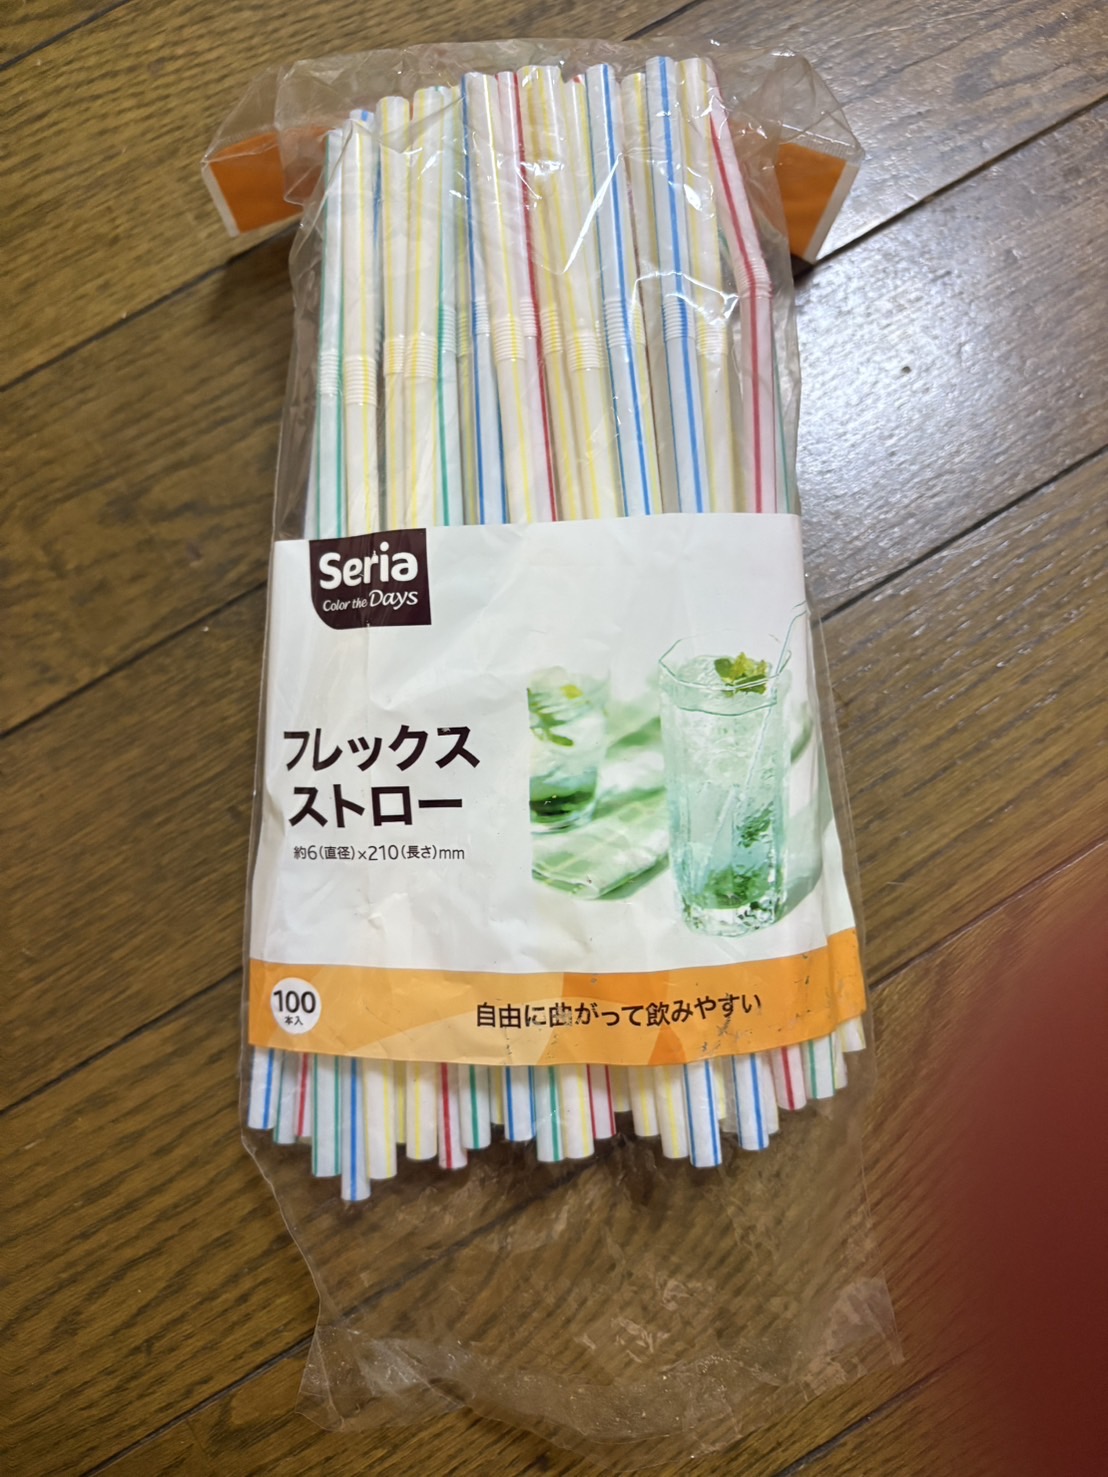 Seria
Color the Days
フレックス
ストロー
約6(直径)×210(長さ)mm
100
本入
自由に曲がって飲みやすい